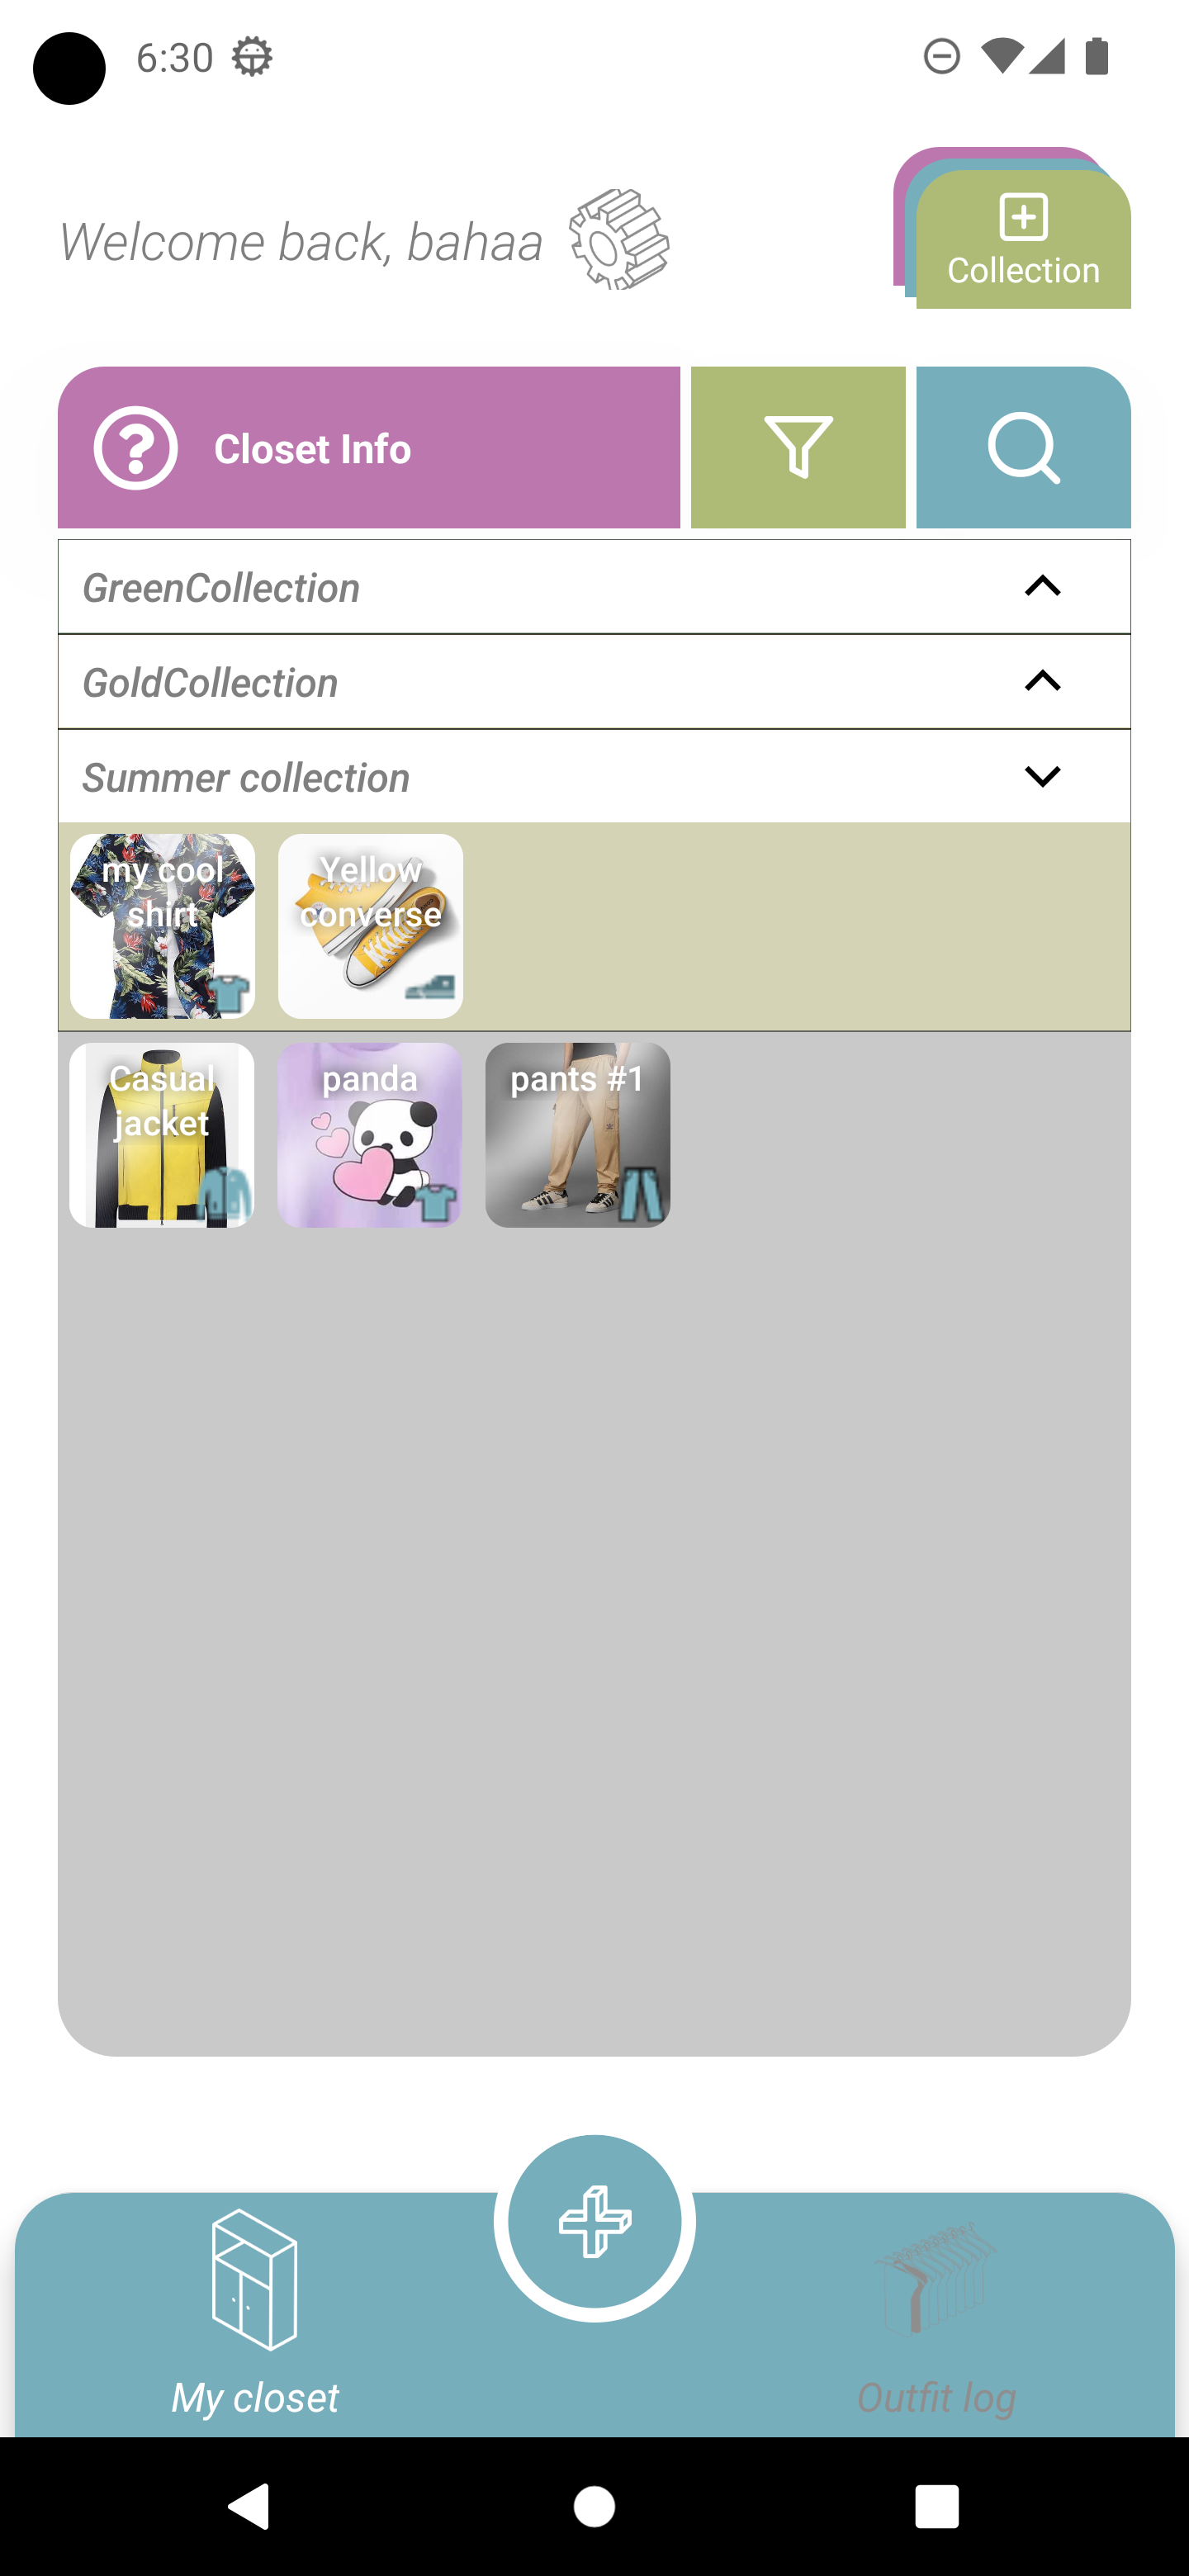 6:30
Welcome back, bahaa
Collection
Closet Info
GreenCollection
GoldCollection
Summer collection
my cool
shirt
Yellow
converse
Casual
jacket
panda
pants #1
My closet
Outfit log